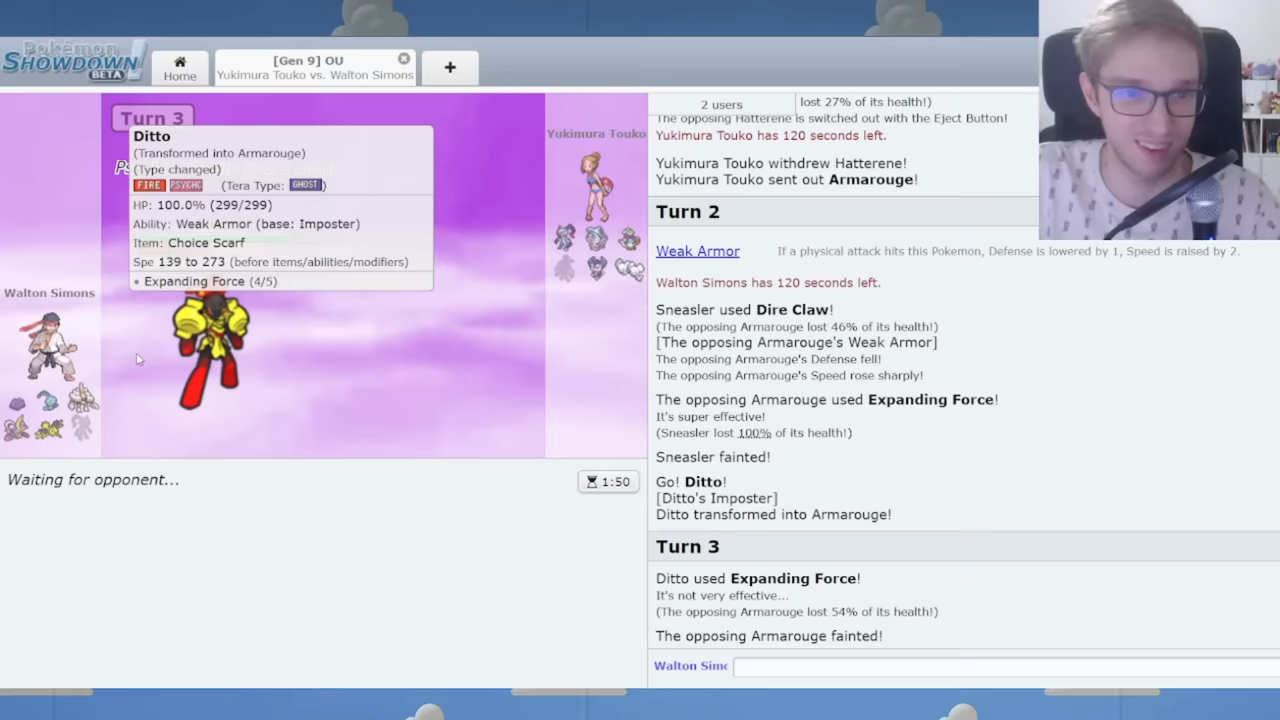 Pokémon
SHOWDOWN!
BETA
Home
[Gen 9] OU
Yukimura Touko vs. Walton Simons
+
Turn 3
Ps
Ditto
(Transformed into Armarouge)
(Type changed)
FIRE PSYCHC (Tera Type: GHOST)
HP: 100.0% (299/299)
Ability: Weak Armor (base: Imposter)
Item: Choice Scarf
Spe 139 to 273 (before items/abilities/modifiers)
• Expanding Force (4/5)
Yukimura Touko
Walton Simons
Waiting for opponent...
1:50
2 users
lost 27% of its health!)
The opposing Hatterene is switched out with the Eject Button!
Yukimura Touko has 120 seconds left.
Yukimura Touko withdrew Hatterene!
Yukimura Touko sent out Armarouge!
Turn 2
Weak Armor If a physical attack hits this Pokemon, Defense is lowered by 1, Speed is raised by 2.
Walton Simons has 120 seconds left.
Sneasler used Dire Claw!
(The opposing Armarouge lost 46% of its health!)
[The opposing Armarouge's Weak Armor]
The opposing Armarouge's Defense fell!
The opposing Armarouge's Speed rose sharply!
The opposing Armarouge used Expanding Force!
It's super effective!
(Sneasler lost 100% of its health!)
Sneasler fainted!
Go! Ditto!
[Ditto's Imposter]
Ditto transformed into Armarouge!
Turn 3
Ditto used Expanding Force!
It's not very effective...
(The opposing Armarouge lost 54% of its health!)
The opposing Armarouge fainted!
Walton Simc